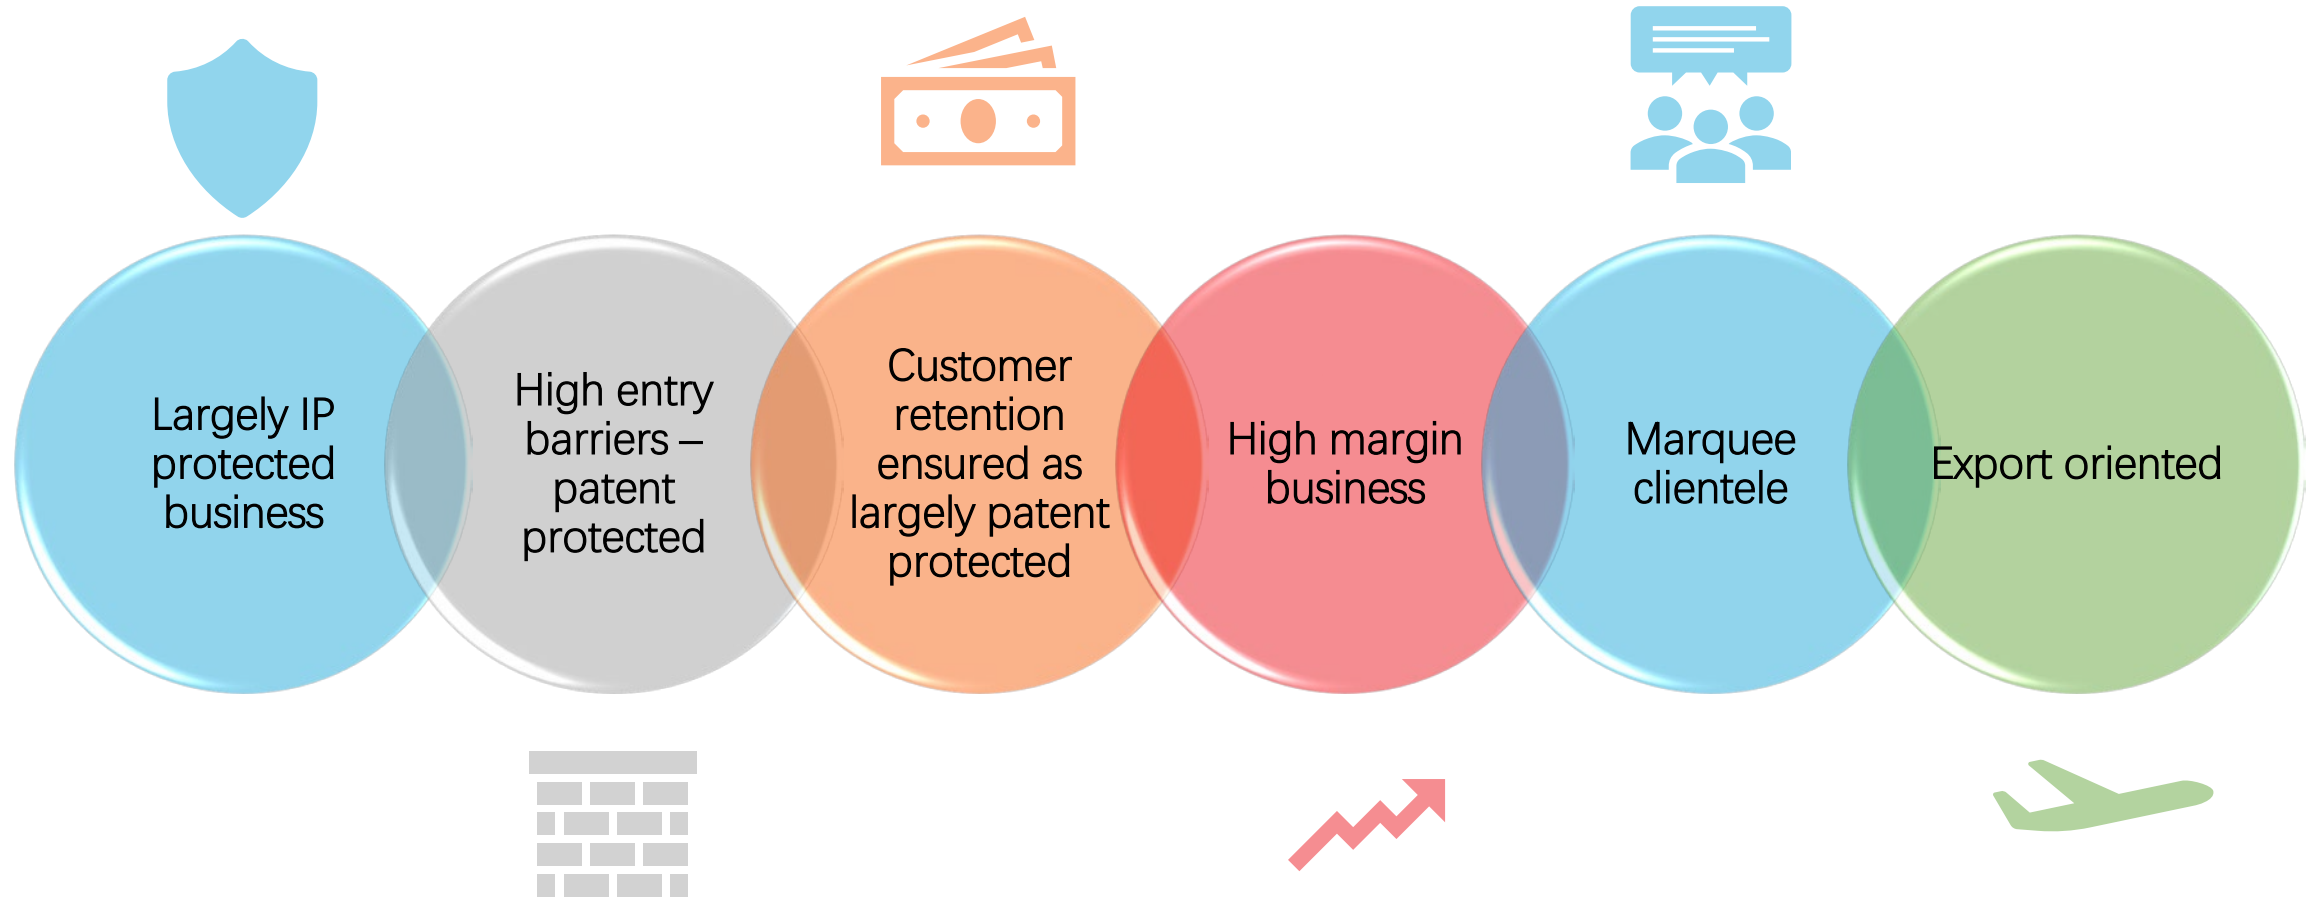 Largely IP
protected
business
High entry
barriers –
patent
protected
Customer
retention
ensured as
largely patent
protected
High margin
business
Marquee
clientele
Export oriented